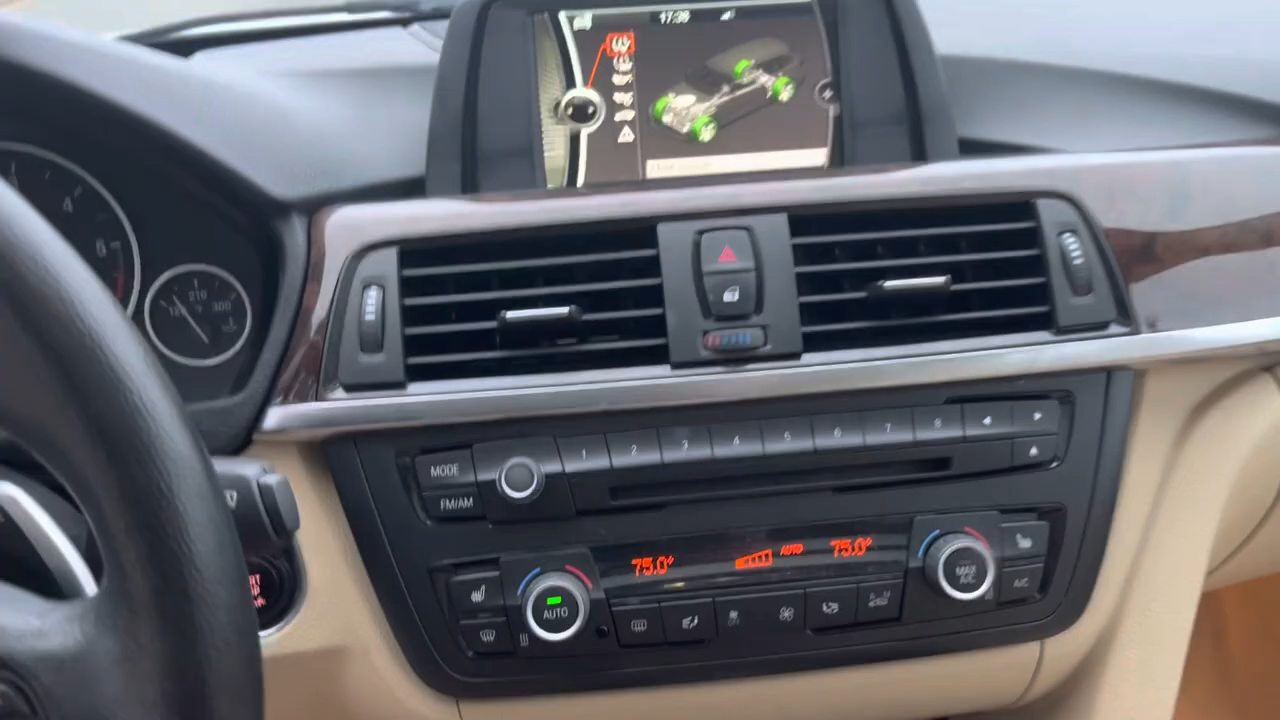 17:39
4
6
210
300
°F
1 2 3 4 5 6 7 8
MODE
FM/AM
75.0°
AUTO
75.0°
AUTO
MAX
A/C
A/C